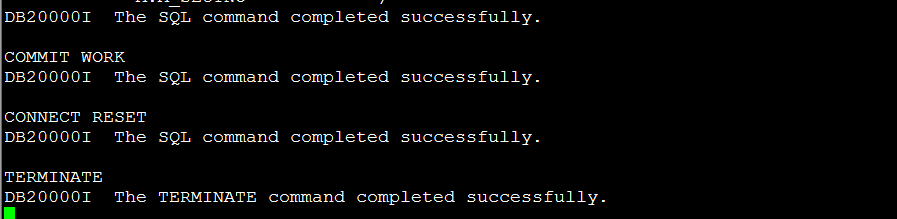 DB20000I  The SQL command completed successfully.
COMMIT WORK
DB20000I  The SQL command completed successfully.
CONNECT RESET
DB20000I  The SQL command completed successfully.
TERMINATE
DB20000I  The TERMINATE command completed successfully.